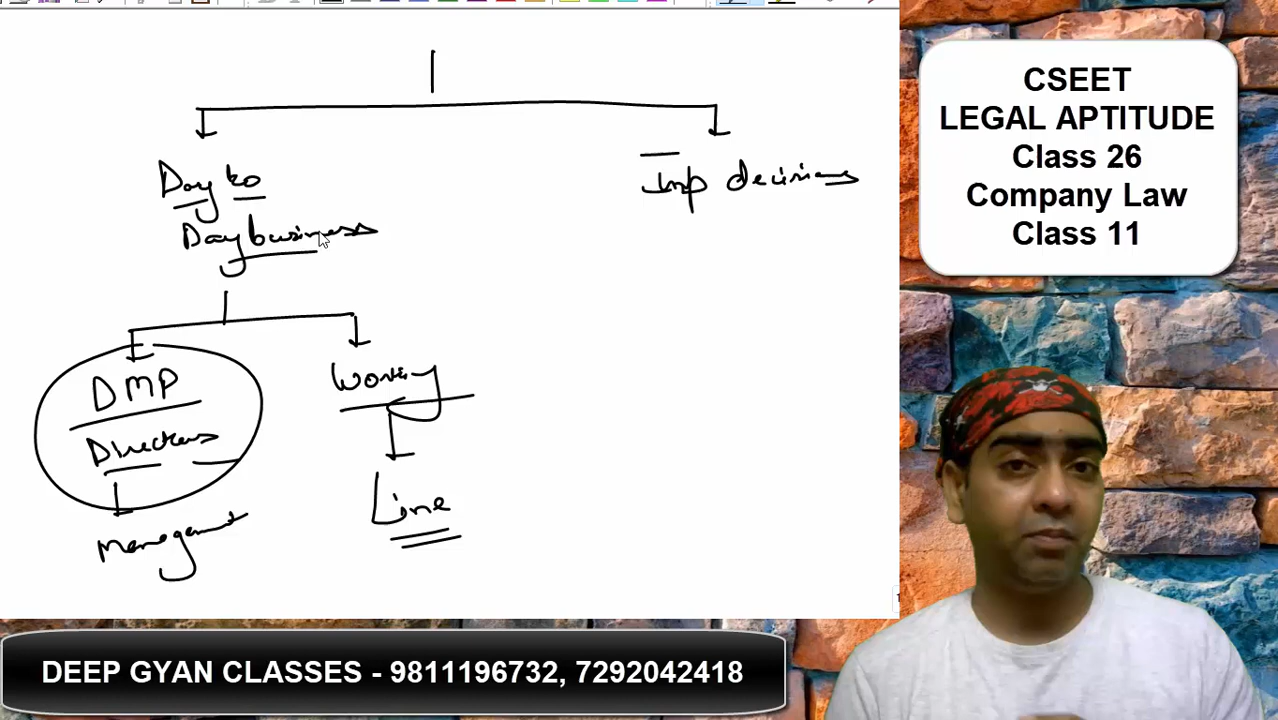 CSEET
LEGAL APTITUDE
Class 26
Company Law
Class 11
Day to
Day business
Imp decisions
DMP
Directors
Management
Working
Line
DEEP GYAN CLASSES - 9811196732, 7292042418